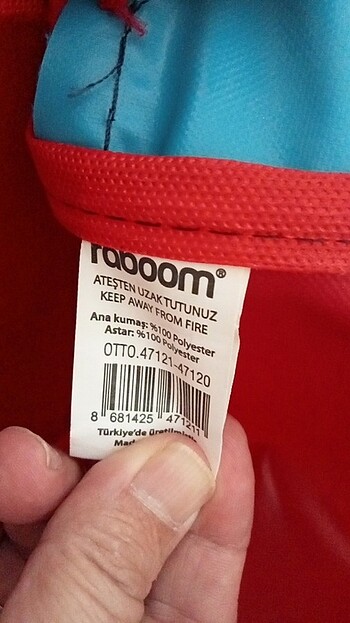 raboom®
ATEŞTEN UZAK TUTUNUZ
KEEP AWAY FROM FIRE
Ana kumaş: %100 Polyester
Astar: %100 Polyester
OTTO.47121-47120
8 681425 471211
Türkiye'de üretilmiştir